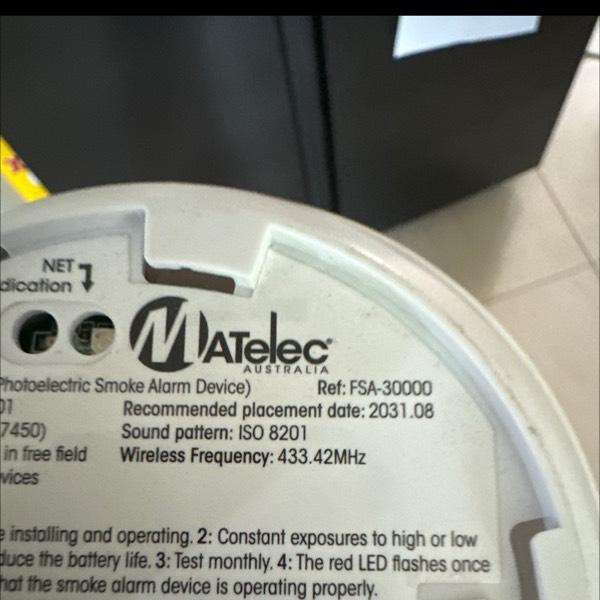 NET
dication
MATelec
AUSTRALIA
Photoelectric Smoke Alarm Device) Ref: FSA-30000
01 Recommended placement date: 2031.08
7450) Sound pattern: ISO 8201
in free field Wireless Frequency: 433.42MHz
vices
e installing and operating. 2: Constant exposures to high or low
duce the battery life. 3: Test monthly. 4: The red LED flashes once
hat the smoke alarm device is operating properly.